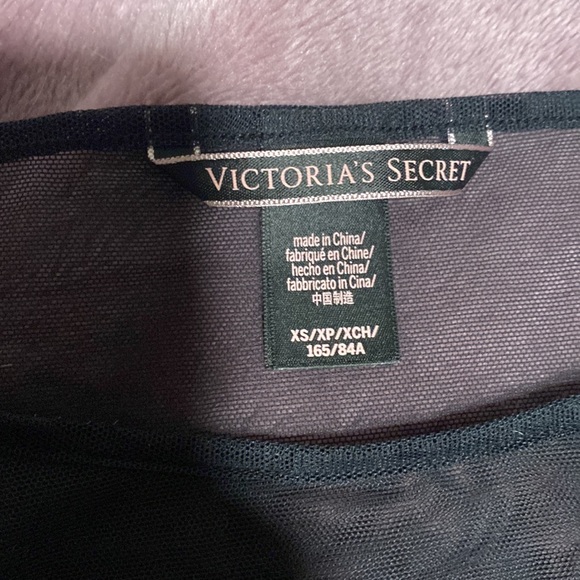 VICTORIA'S SECRET
made in China/
fabriqué en Chine/
hecho en China/
fabbricato in Cina/
中国制造
XS/XP/XCH/
165/84A